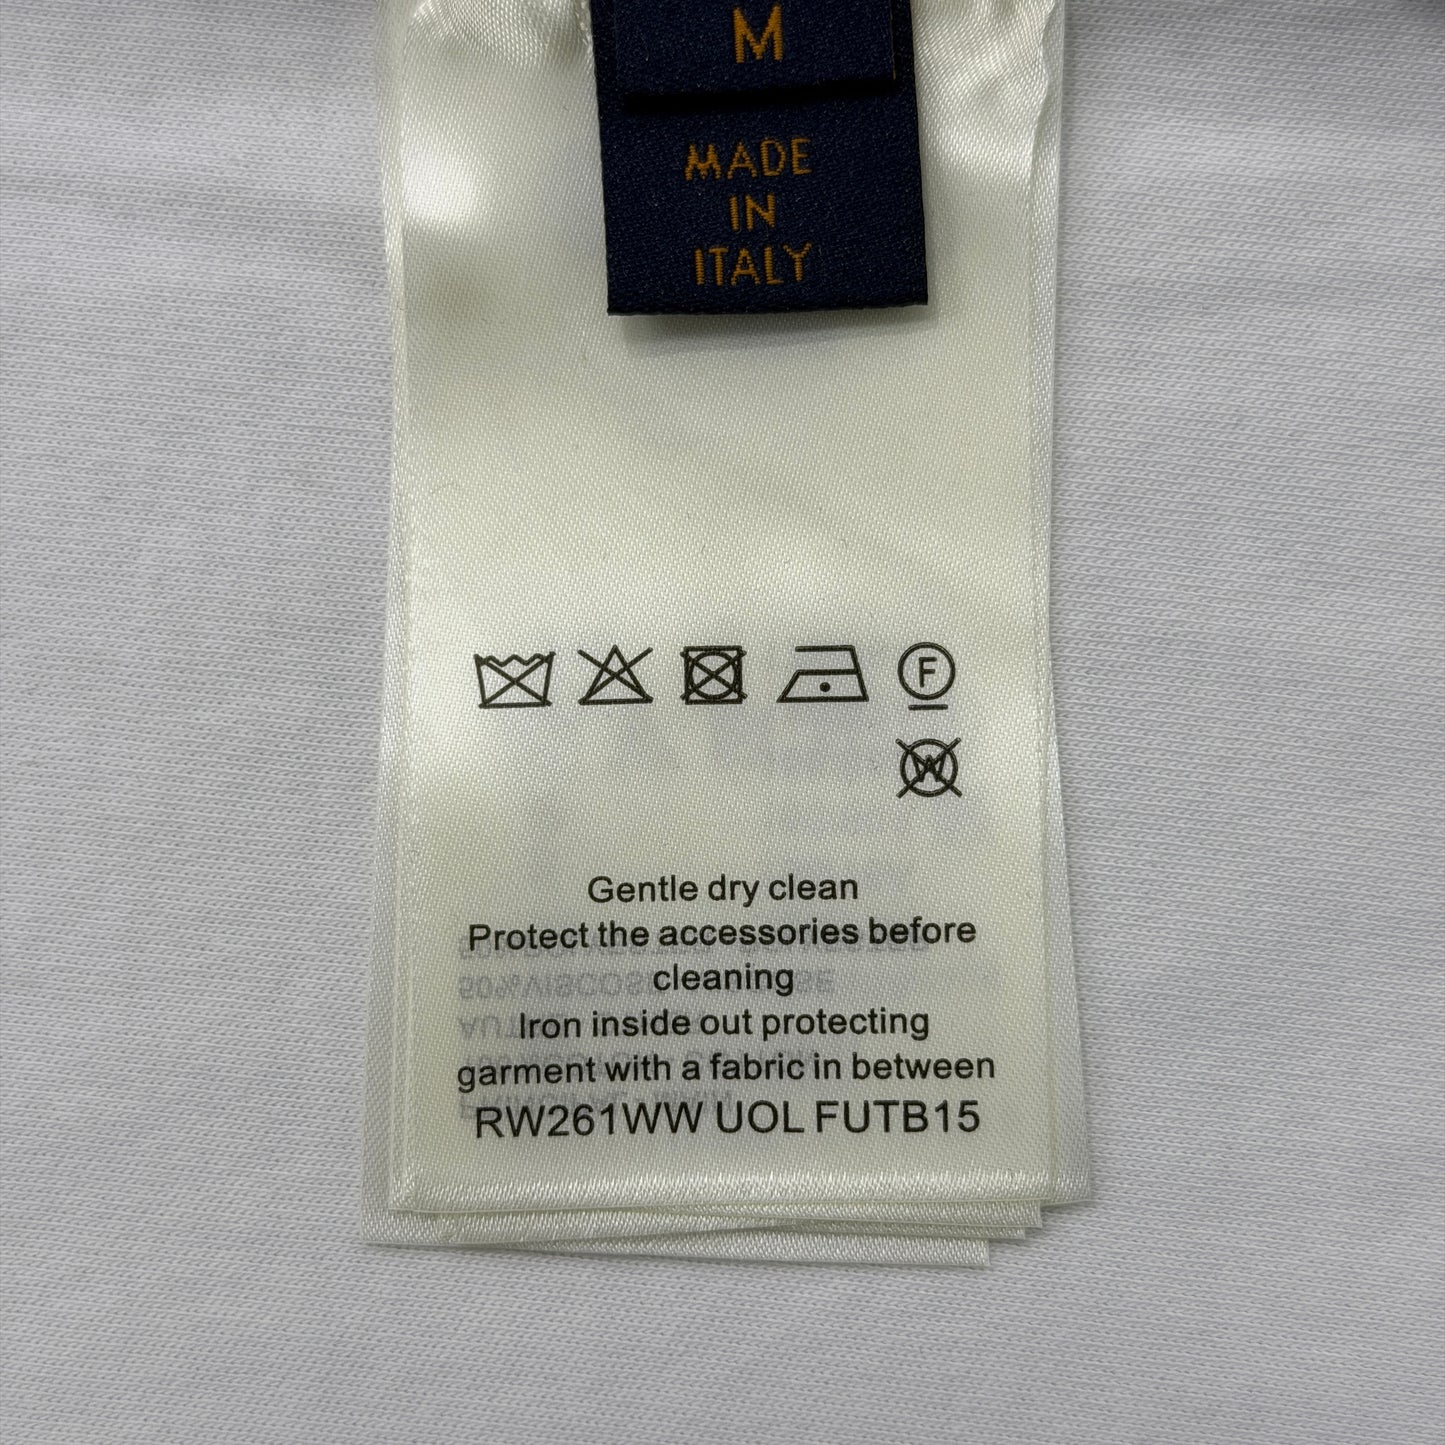 M
MADE
IN
ITALY
F
W
Gentle dry clean
Protect the accessories before
cleaning
Iron inside out protecting
garment with a fabric in between
RW261WW UOL FUTB15